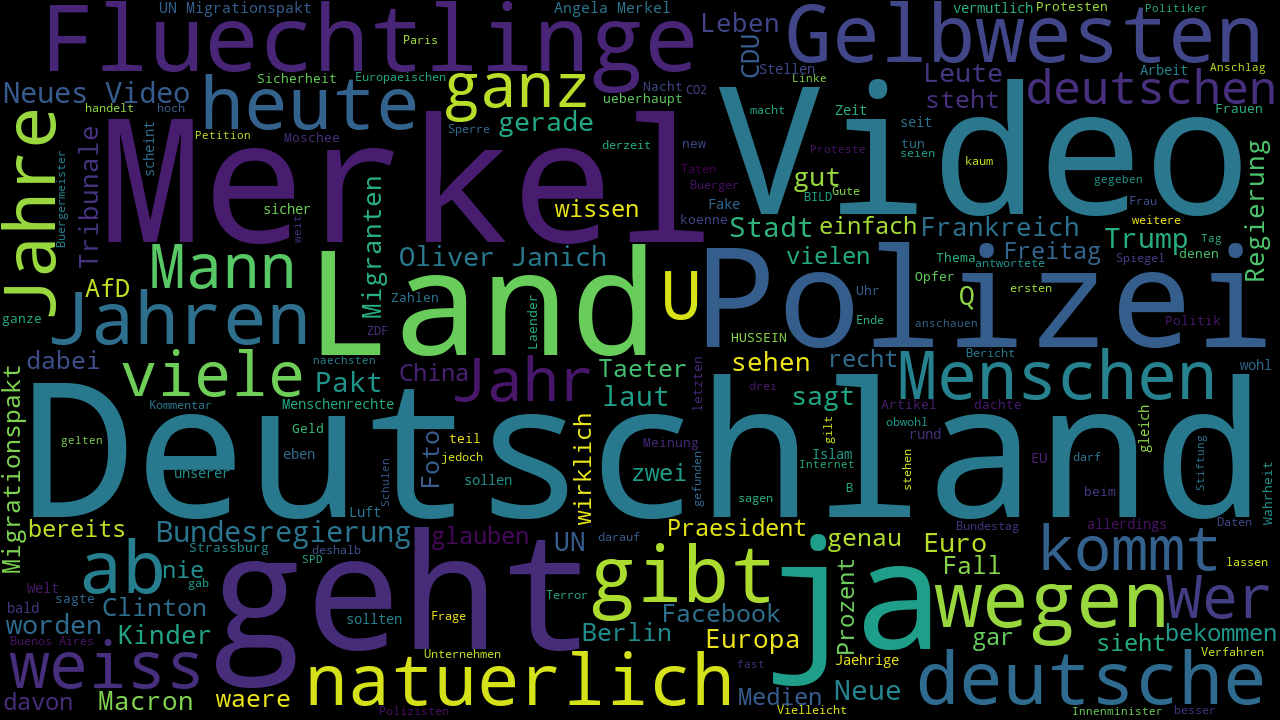 UN Migrationspakt
Angela Merkel
vermutlich
Protesten
Politiker
Fluechtlinge
Gelbwesten
Leben
Paris
CDU
Stellen
Sicherheit
Europaeischen
ganz
Linke
Leute
Arbeit
Anschlag
deutschen
Neues Video
heute
Nacht
CO2
ueberhaupt
steht
handelt
hoch
gerade
macht
Zeit
Frauen
Jahre
Merkel
Video
Petition
Moschee
Sperre
derzeit
new
seit
tun
seien
Proteste
kaum
Tribunale
scheint
Buergermeister
Taten
Buerger
gut
BILD
Gute
gegeben
Regierung
Migranten
sicher
weit
wissen
Fake
koenne
Frau
Stadt
einfach
Frankreich
weitere
Trump
Tag
denen
Mann
Oliver Janich
vielen
Freitag
Thema
antwortete
Spiegel
Land
U
Polizei
AfD
Zahlen
Laender
Uhr
Opfer
Q
ersten
Jahren
ganze
ZDF
HUSSEIN
Ende
anschauen
Politik
dabei
viele
naechsten
China
Jahr
Taeter
sehen
recht
Menschen
Bericht
wohl
Pakt
laut
letzten
drei
sagt
Artikel
dachte
Migrationspakt
Kommentar
Menschenrechte
Deutschland
Geld
Foto
teil
wirklich
Meinung
gilt
obwohl
rund
gleich
gelten
eben
jedoch
Islam
Internet
EU
darf
unserer
Schulen
sollen
zwei
gefunden
B
stehen
Stiftung
Wahrheit
sagen
beim
Luft
bereits
Bundesregierung
glauben
UN
darauf
Praesident
genau
Bundestag
allerdings
Daten
Strassburg
deshalb
SPD
Euro
kommt
ab
nie
geht
gibt
ja
Fall
lassen
Welt
gab
sagte
Terror
Prozent
wegen
Wer
bald
Clinton
sollten
Frage
Facebook
worden
Kinder
Berlin
Europa
gar
sieht
bekommen
Buenos Aires
Unternehmen
Jaehrige
Verfahren
weiss
natuerlich
fast
deutsche
davon
Macron
waere
Medien
Neue
Polizisten
Vielleicht
Innenminister
besser